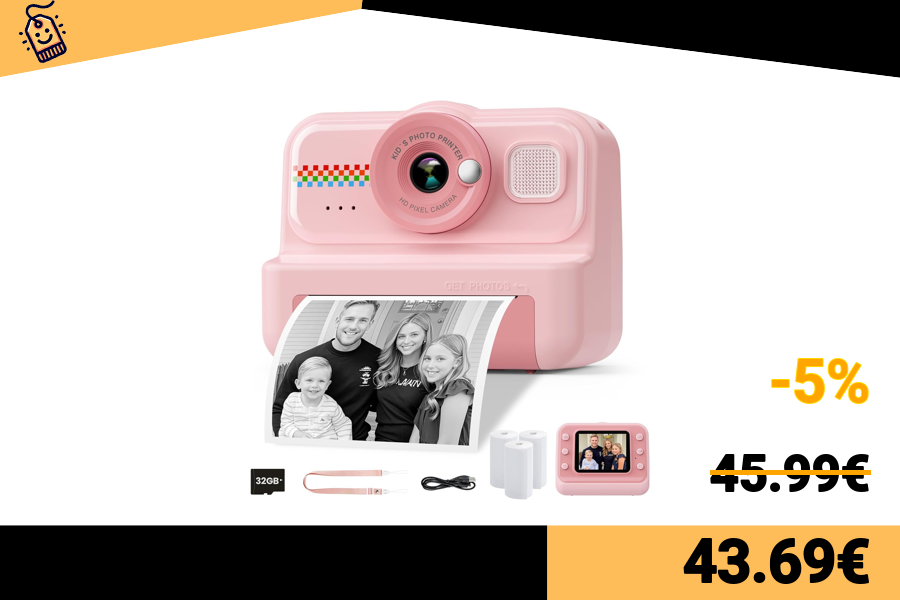 KID'S PHOTO PRINTER
HD PIXEL CAMERA
GET PHOTOS
32GB
-5%
45.99€
43.69€